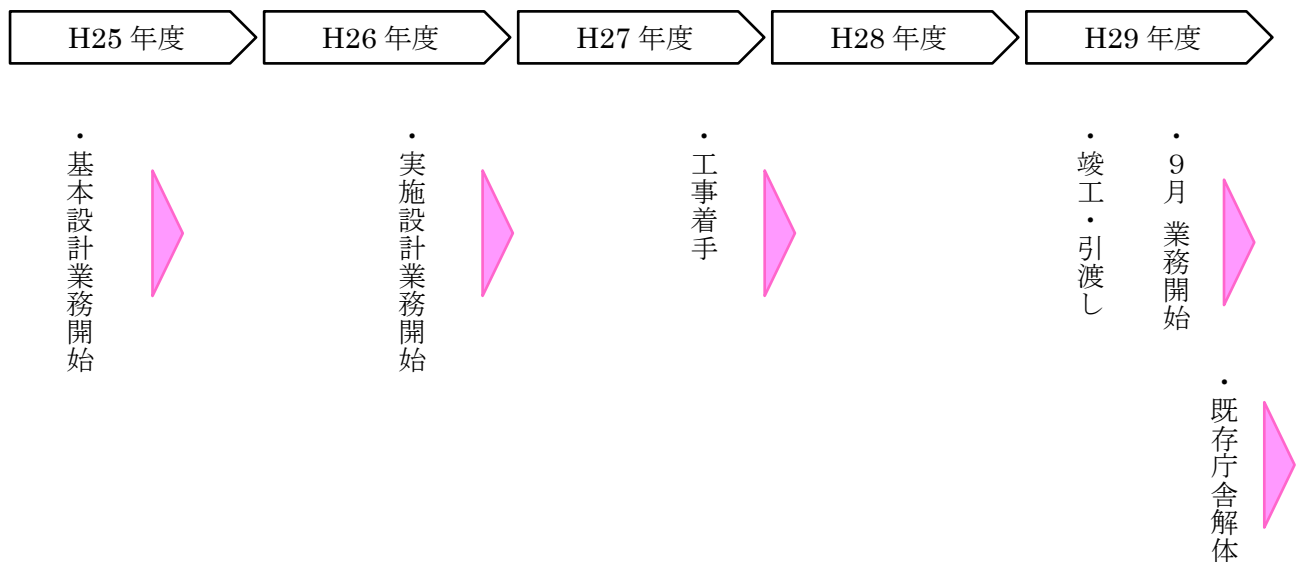 H25 年度
H26 年度
H27 年度
H28 年度
H29 年度
・基本設計業務開始
・実施設計業務開始
・工事着手
・竣工・引渡し
・９月 業務開始
・既存庁舎解体